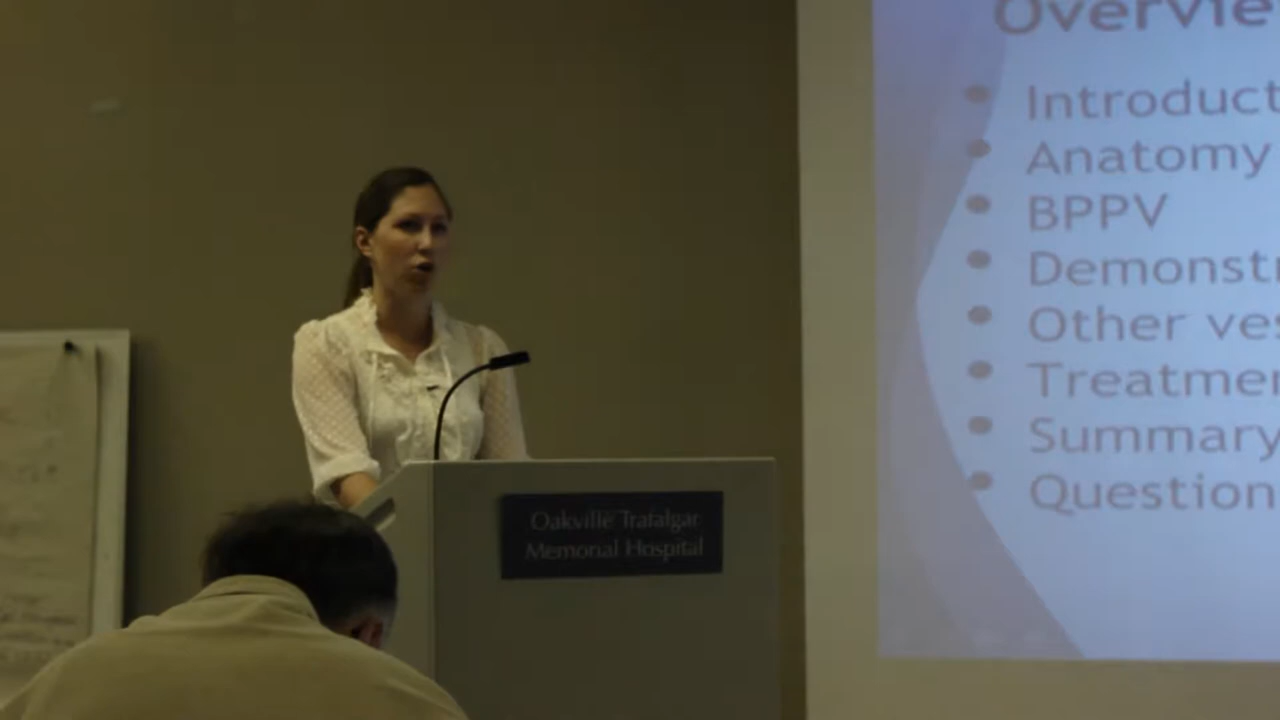 Oakville Trafalgar
Memorial Hospital
Overvie
• Introduct
• Anatomy
• BPPV
• Demonstr
• Other ves
• Treatmen
• Summary
• Question